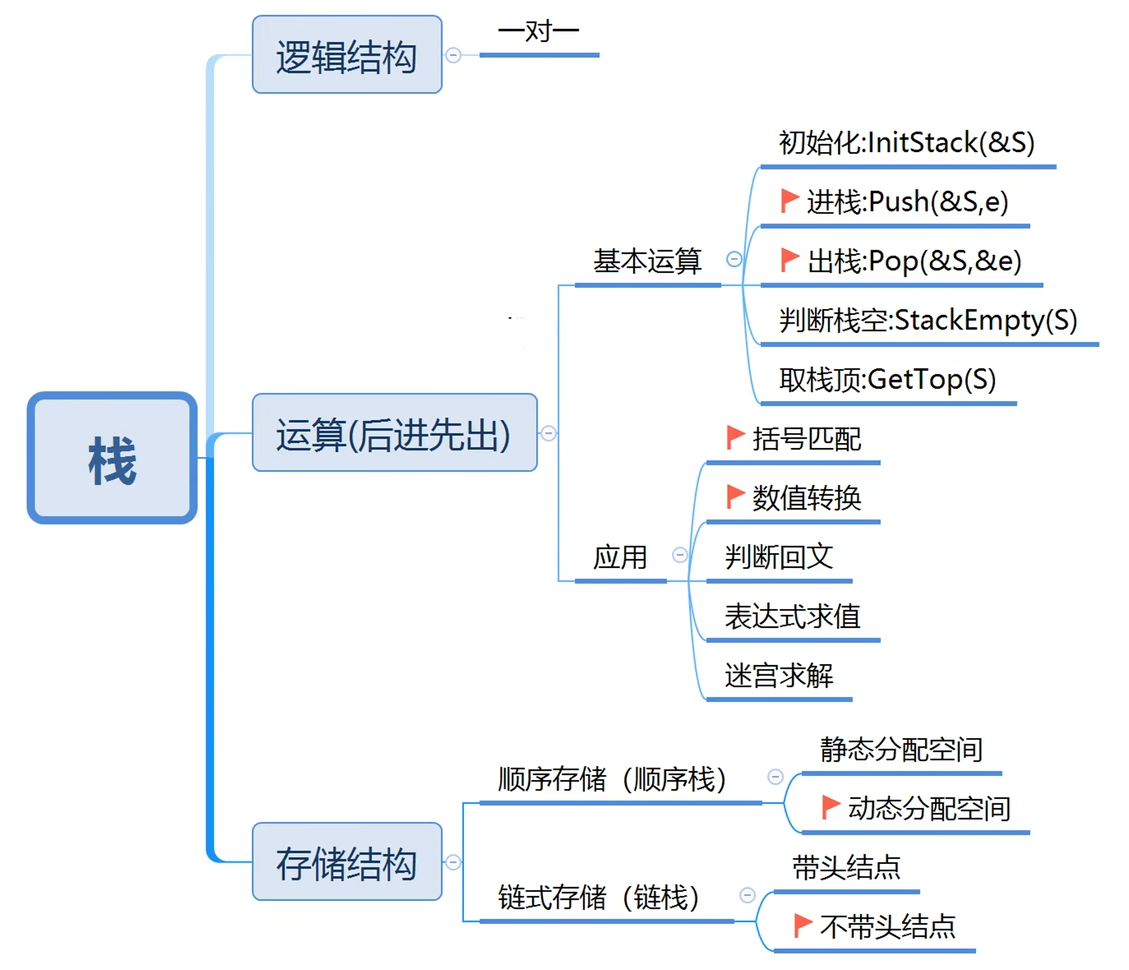 栈
逻辑结构
一对一
运算(后进先出)
基本运算
初始化:InitStack(&S)
进栈:Push(&S,e)
出栈:Pop(&S,&e)
判断栈空:StackEmpty(S)
取栈顶:GetTop(S)
应用
括号匹配
数值转换
判断回文
表达式求值
迷宫求解
存储结构
顺序存储（顺序栈）
静态分配空间
动态分配空间
链式存储（链栈）
带头结点
不带头结点